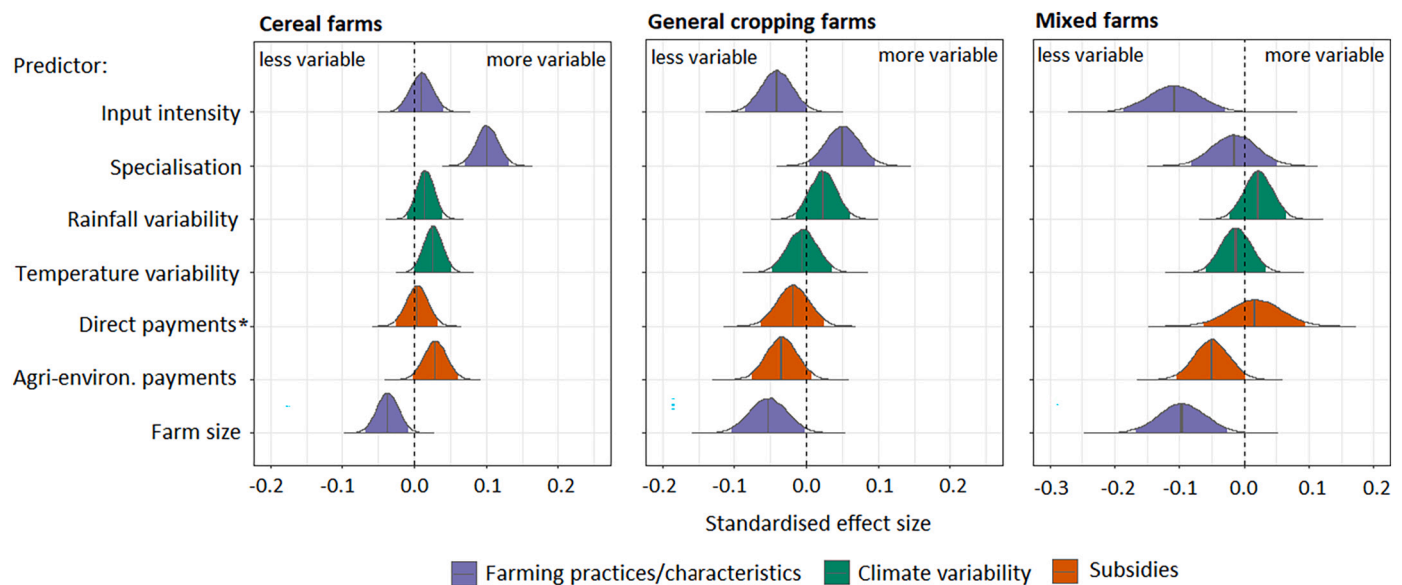 Cereal farms
General cropping farms
Mixed farms
Predictor:
less variable more variable
less variable more variable
less variable more variable
Input intensity
Specialisation
Rainfall variability
Temperature variability
Direct payments*
Agri-environ. payments
Farm size
-0.2 -0.1 0.0 0.1 0.2
-0.2 -0.1 0.0 0.1 0.2
-0.3 -0.2 -0.1 0.0 0.1 0.2
Standardised effect size
Farming practices/characteristics Climate variability Subsidies